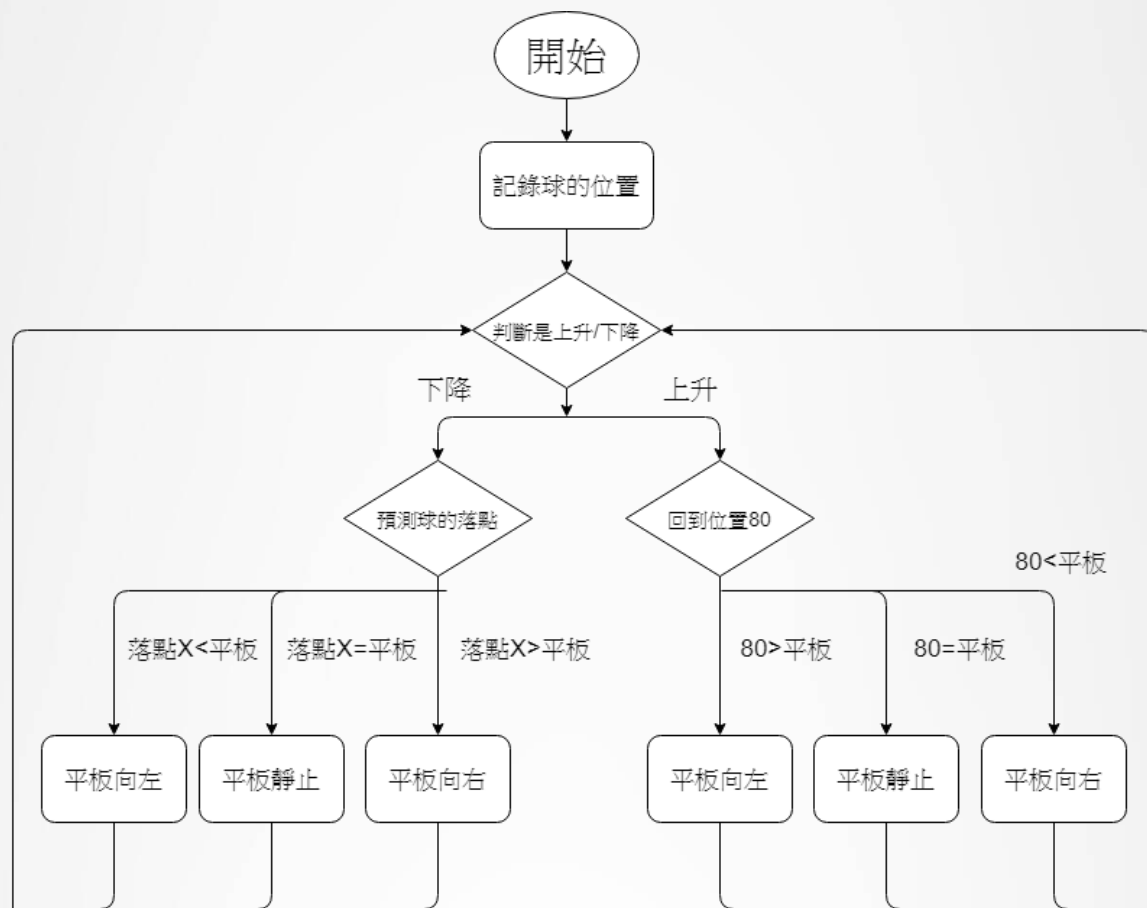 開始
記錄球的位置
判斷是上升/下降
下降
上升
預測球的落點
回到位置80
80<平板
落點X<平板
落點X=平板
落點X>平板
80>平板
80=平板
平板向左
平板靜止
平板向右
平板向左
平板靜止
平板向右